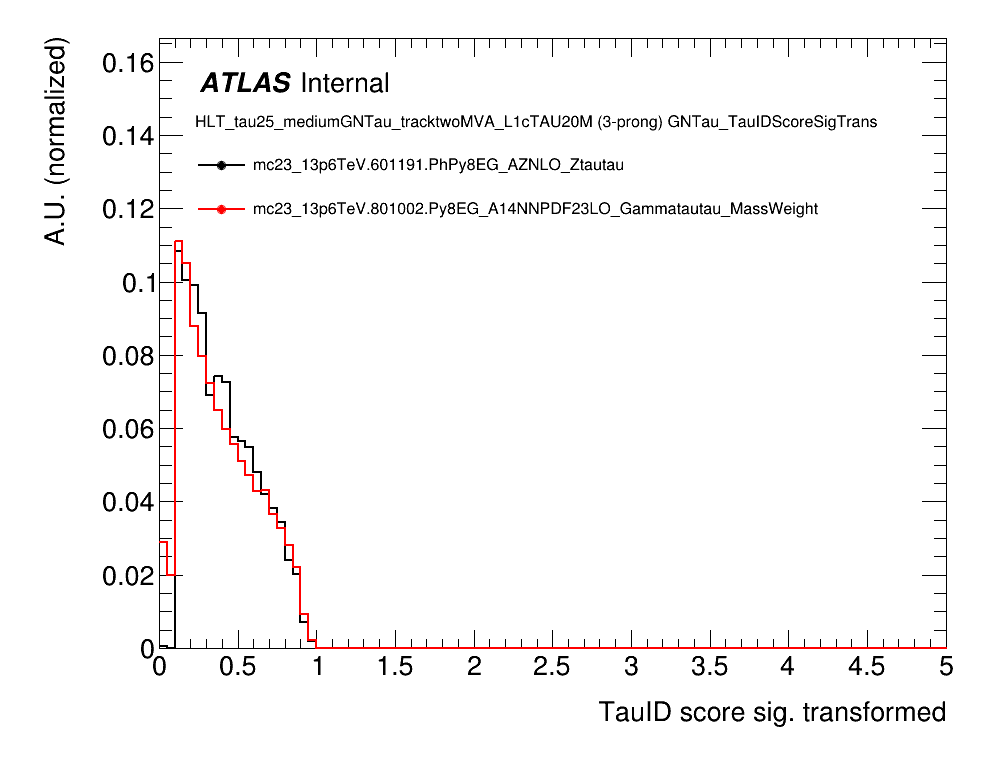 A.U. (normalized)
0.16
0.14
0.12
0.1
0.08
0.06
0.04
0.02
0
ATLAS Internal
HLT_tau25_mediumGNTau_tracktwoMVA_L1cTAU20M (3-prong) GNTau_TauIDScoreSigTrans
mc23_13p6TeV.601191.PhPy8EG_AZNLO_Ztautau
mc23_13p6TeV.801002.Py8EG_A14NNPDF23LO_Gammatautau_MassWeight
0 0.5 1 1.5 2 2.5 3 3.5 4 4.5 5
TauID score sig. transformed